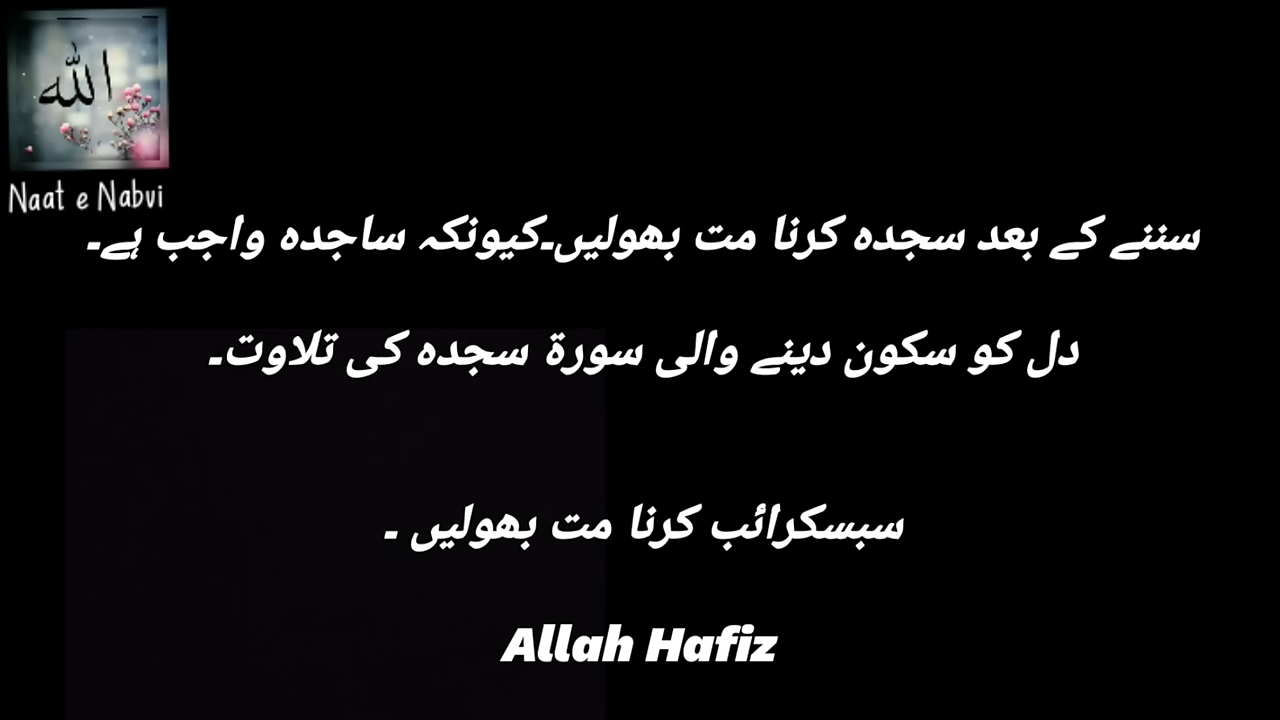 الله
Naat e Nabvi
سننے کے بعد سجدہ کرنا مت بھولیں۔کیونکہ ساجدہ واجب ہے۔
دل کو سکون دینے والی سورۃ سجدہ کی تلاوت۔
سبسکرائب کرنا مت بھولیں ۔
Allah Hafiz